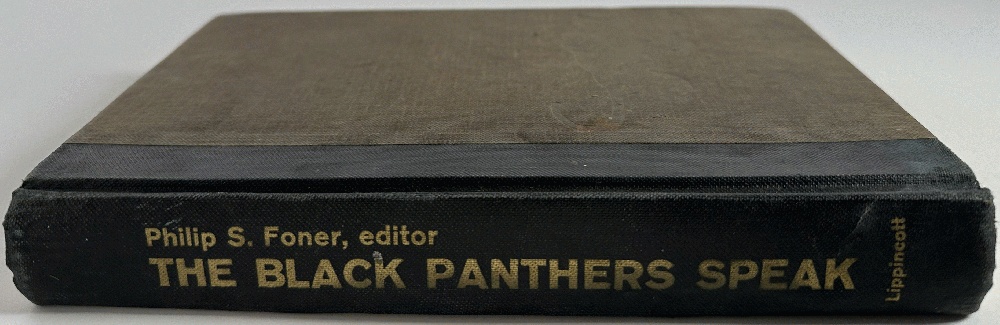 Philip S. Foner, editor
THE BLACK PANTHERS SPEAK
Lippincott